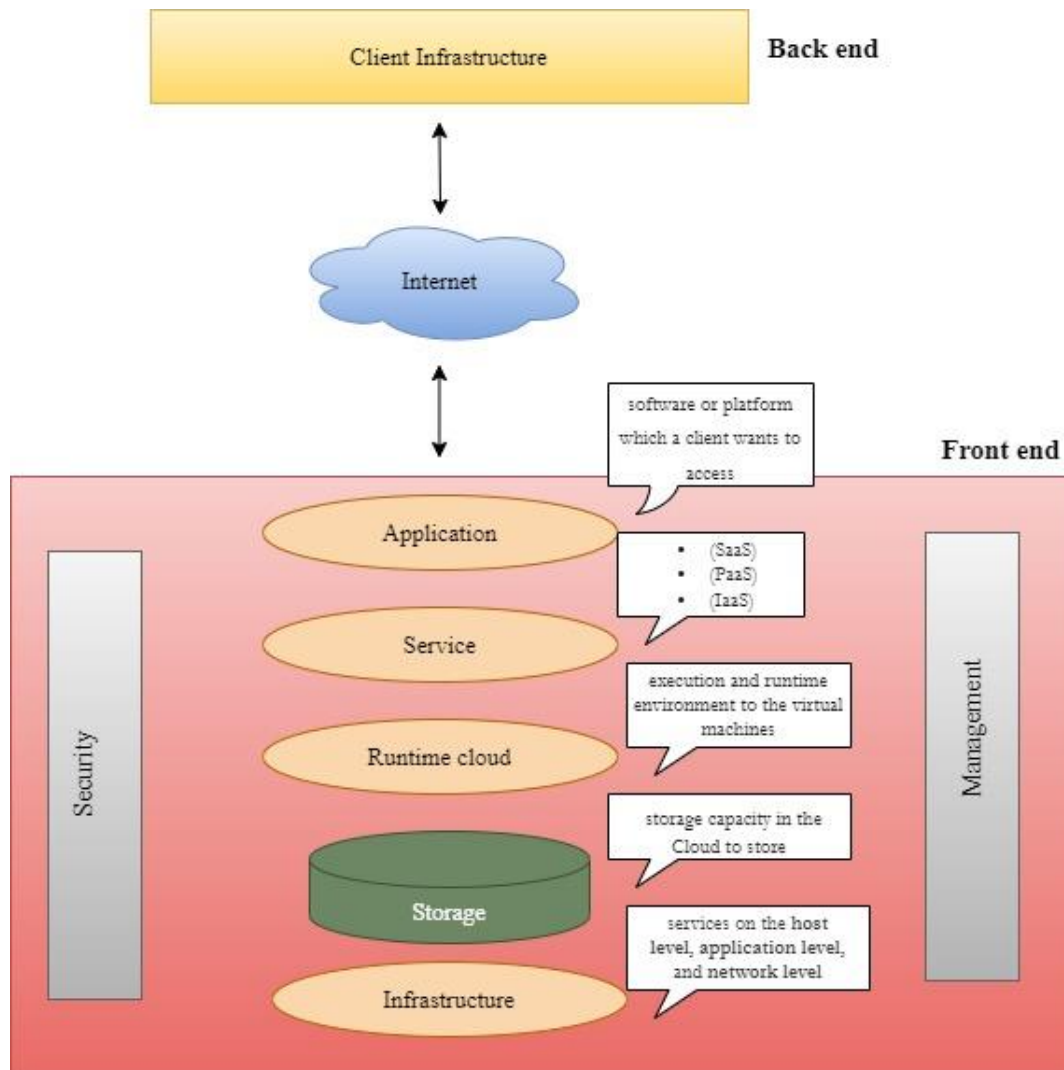 Client Infrastructure
Back end
Internet
software or platform
which a client wants to
access
Front end
Application
• (SaaS)
• (PaaS)
• (IaaS)
Service
execution and runtime
environment to the virtual
machines
Runtime cloud
Security
Management
storage capacity in the
Cloud to store
Storage
services on the host
level, application level,
and network level
Infrastructure